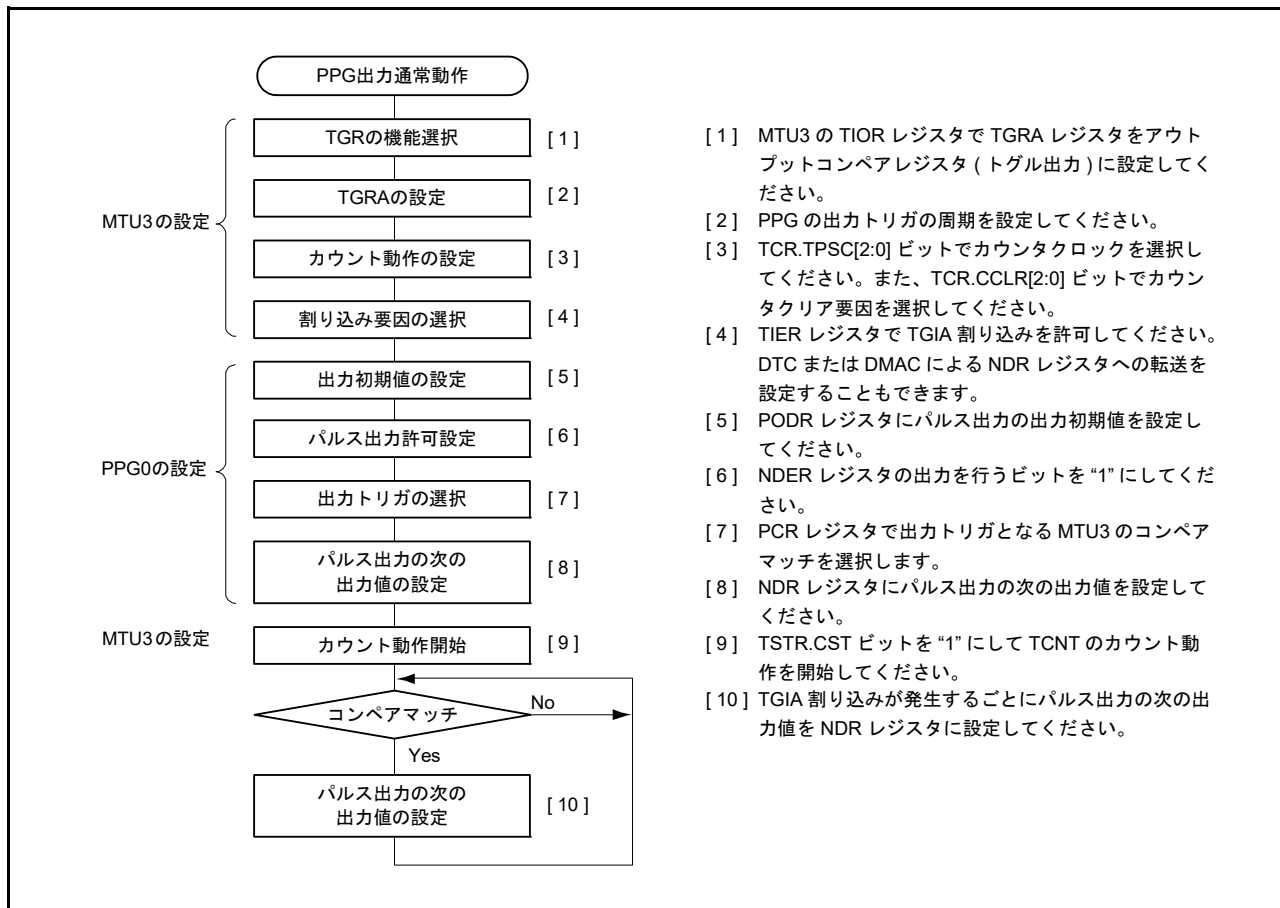 PPG出力通常動作
TGRの機能選択
[ 1 ]
TGRAの設定
[ 2 ]
MTU3の設定
カウント動作の設定
[ 3 ]
割り込み要因の選択
[ 4 ]
出力初期値の設定
[ 5 ]
パルス出力許可設定
[ 6 ]
PPG0の設定
出力トリガの選択
[ 7 ]
パルス出力の次の
出力値の設定
[ 8 ]
MTU3の設定
カウント動作開始
[ 9 ]
コンペアマッチ
No
Yes
パルス出力の次の
出力値の設定
[ 10 ]
[ 1 ] MTU3 の TIOR レジスタで TGRA レジスタをアウト
プットコンペアレジスタ ( トグル出力 ) に設定してく
ださい。
[ 2 ] PPG の出力トリガの周期を設定してください。
[ 3 ] TCR.TPSC[2:0] ビットでカウンタクロックを選択し
てください。また、TCR.CCLR[2:0] ビットでカウン
タクリア要因を選択してください。
[ 4 ] TIER レジスタで TGIA 割り込みを許可してください。
DTC または DMAC による NDR レジスタへの転送を
設定することもできます。
[ 5 ] PODR レジスタにパルス出力の出力初期値を設定し
てください。
[ 6 ] NDER レジスタの出力を行うビットを “1” にしてくだ
さい。
[ 7 ] PCR レジスタで出力トリガとなる MTU3 のコンペア
マッチを選択します。
[ 8 ] NDR レジスタにパルス出力の次の出力値を設定して
ください。
[ 9 ] TSTR.CST ビットを “1” にして TCNT のカウント動
作を開始してください。
[ 10 ] TGIA 割り込みが発生するごとにパルス出力の次の出
力値を NDR レジスタに設定してください。